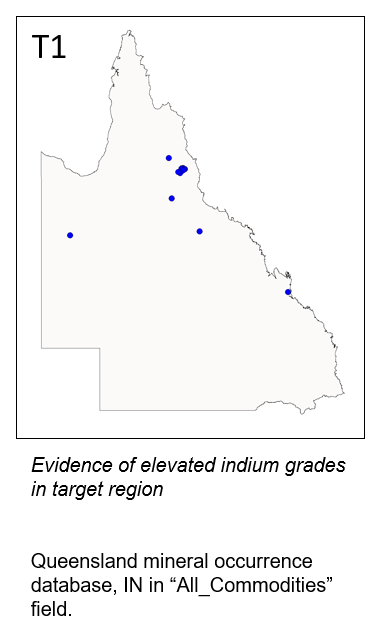 T1
Evidence of elevated indium grades
in target region
Queensland mineral occurrence
database, IN in “All_Commodities”
field.